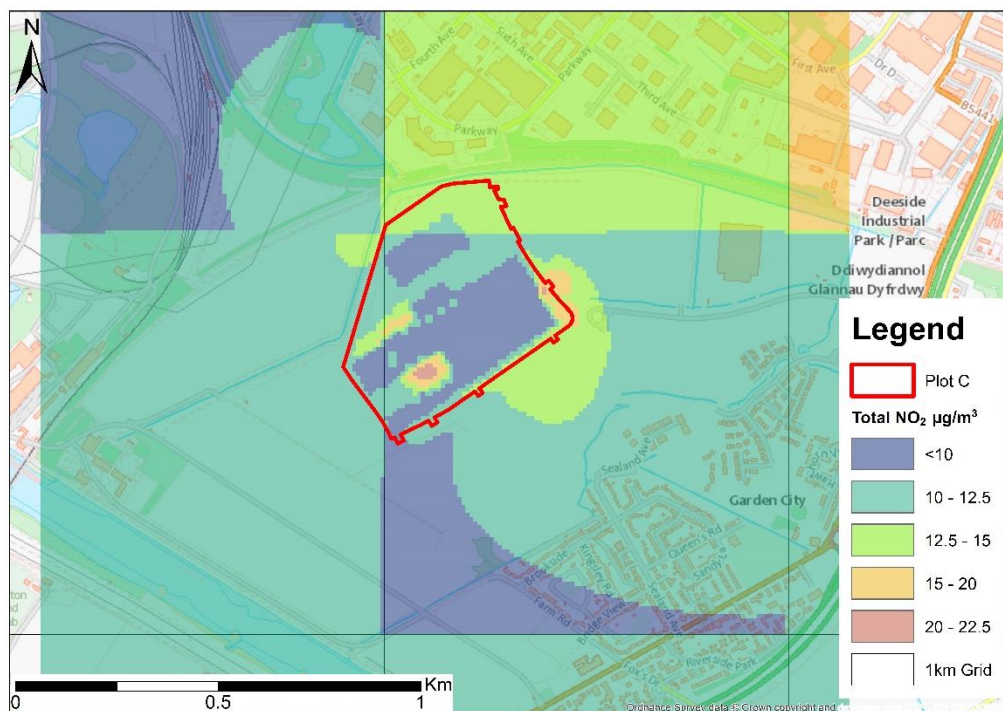 N
Way
Fourth Ave
Sixth Ave
Parkway
First Ave
Dr D
B5441
Third Ave
Parkway
Deeside
Industrial
Park / Parc
Ddiwydiannol
Glannau Dyfrdwy
Legend
Plot C
Total NO₂ µg/m³
<10
10 - 12.5
12.5 - 15
15 - 20
20 - 22.5
1km Grid
Sealand Ave
Garden City
Queen's Rd
Sandy
Brookside
Kingsley Rd
Farm Rd
Bridge View
Sealand Ave
Riverside Park
Fox's
Km
0 0.5 1
Ordnance Survey data © Crown copyright and